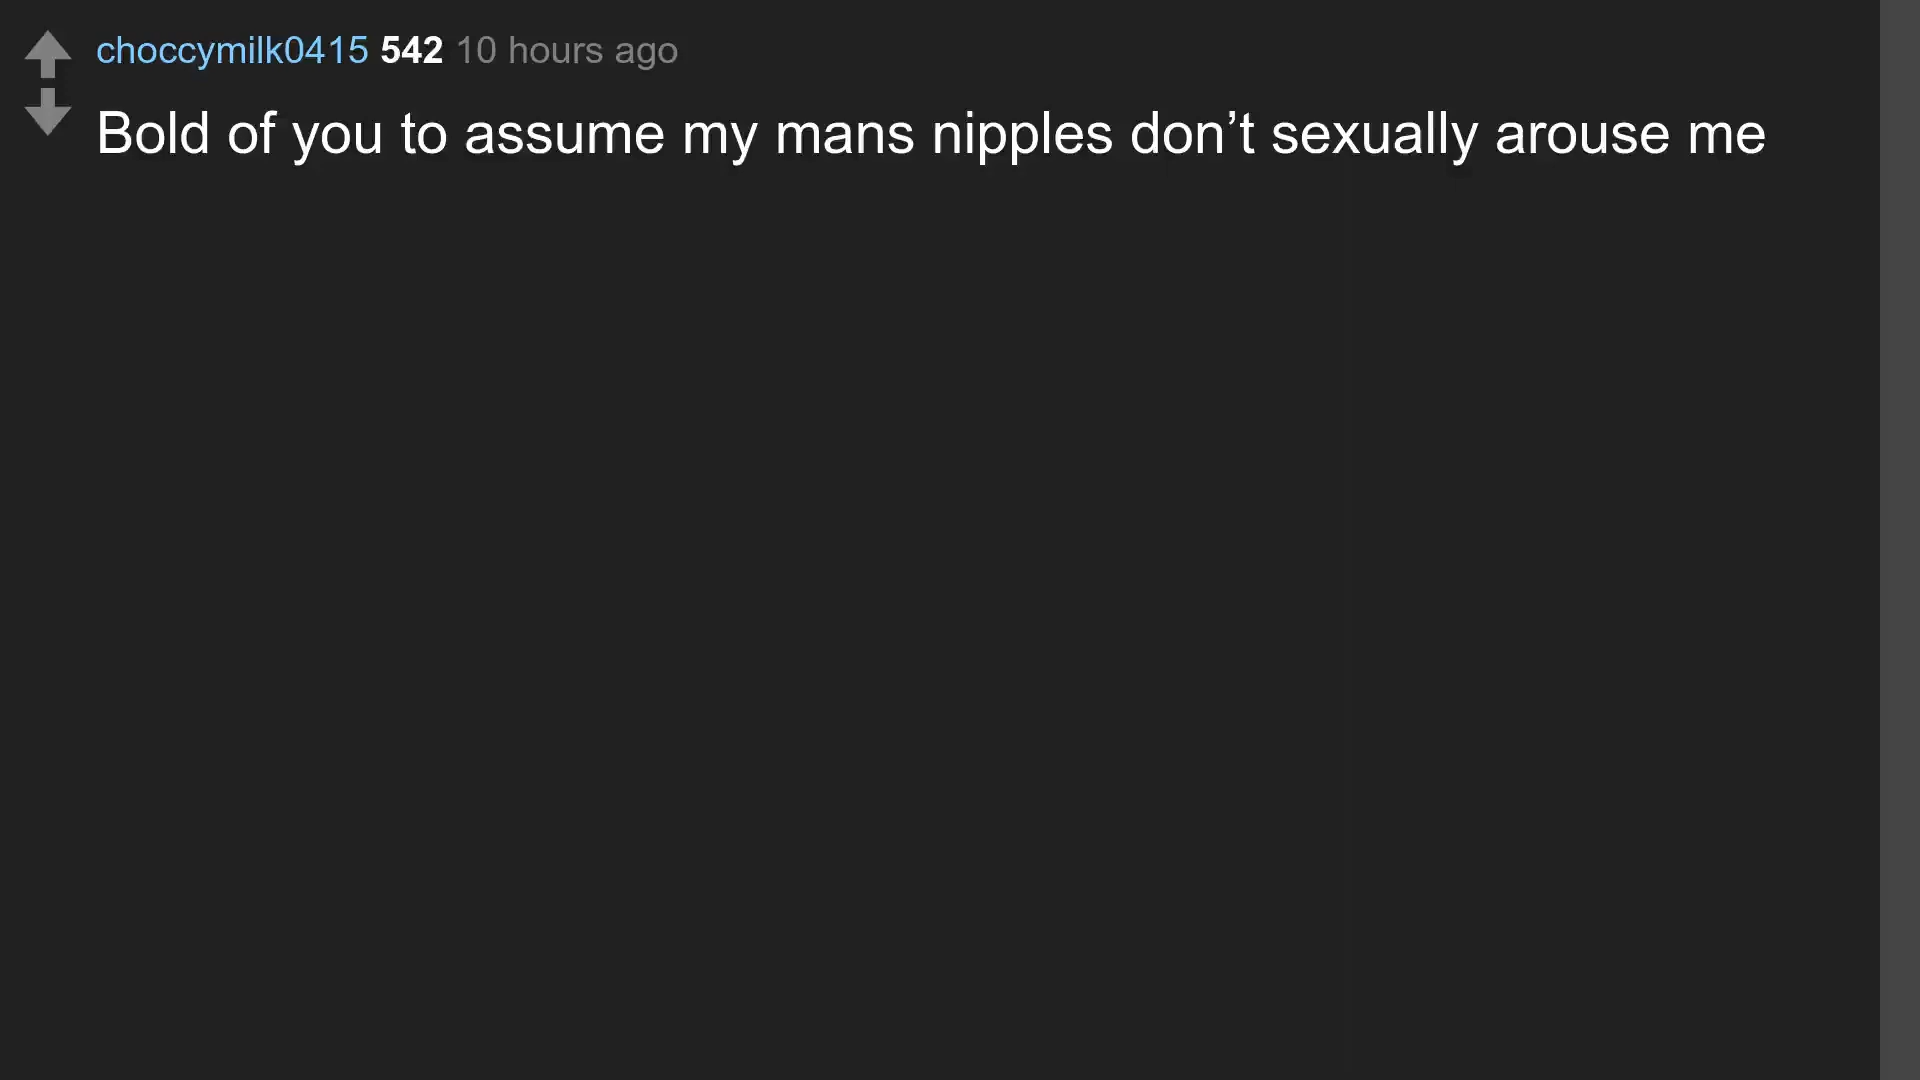 choccymilk0415 542 10 hours ago
Bold of you to assume my mans nipples don’t sexually arouse me